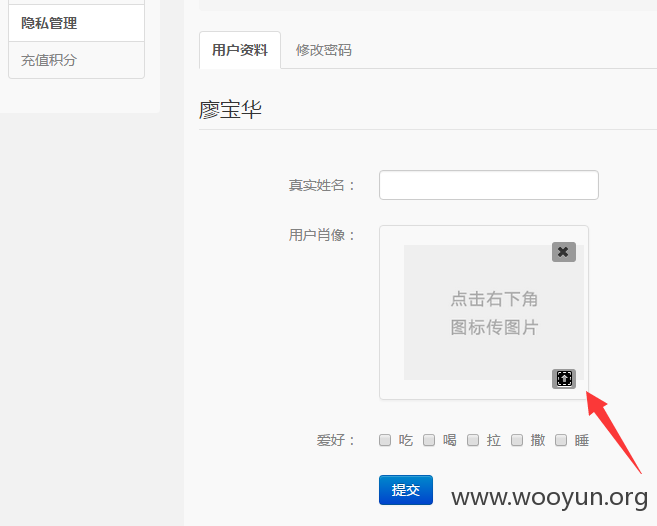 隐私管理
充值积分
用户资料 修改密码
廖宝华
真实姓名：
用户肖像：
点击右下角
图标传图片
爱好： 吃 喝 拉 撒 睡
提交
www.wooyun.org